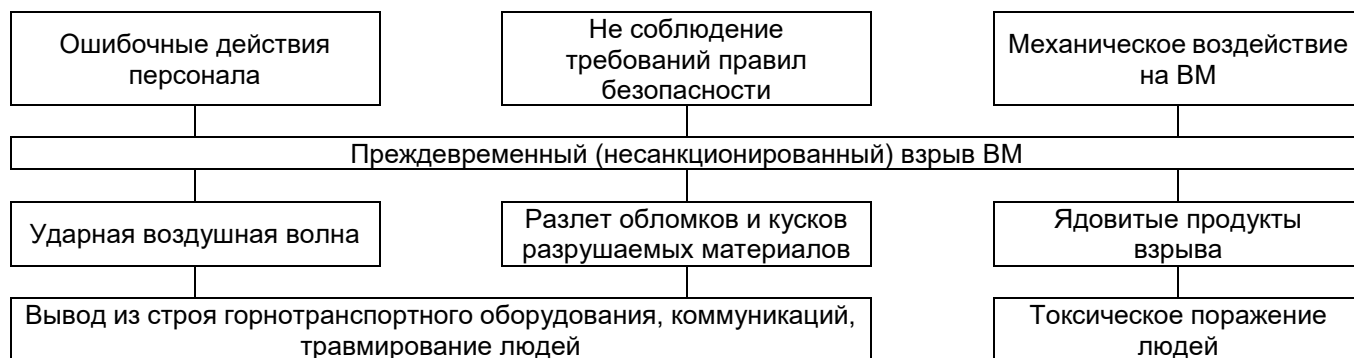 Ошибочные действия
персонала
Не соблюдение
требований правил
безопасности
Механическое воздействие
на ВМ
Преждевременный (несанкционированный) взрыв ВМ
Ударная воздушная волна
Разлет обломков и кусков
разрушаемых материалов
Ядовитые продукты
взрыва
Вывод из строя горнотранспортного оборудования, коммуникаций,
травмирование людей
Токсическое поражение
людей